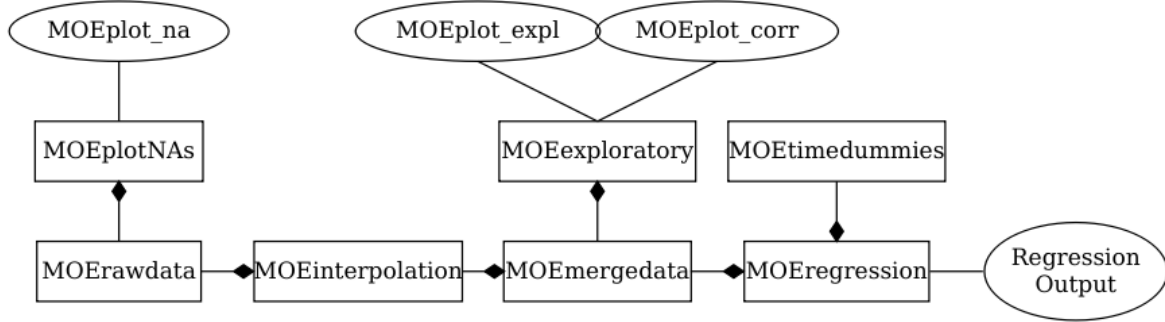 MOEplot_na
MOEplot_expl
MOEplot_corr
MOEplotNAs
MOEexploratory
MOEtimedummies
MOErawdata
MOEinterpolation
MOEmergedata
MOEregression
Regression
Output